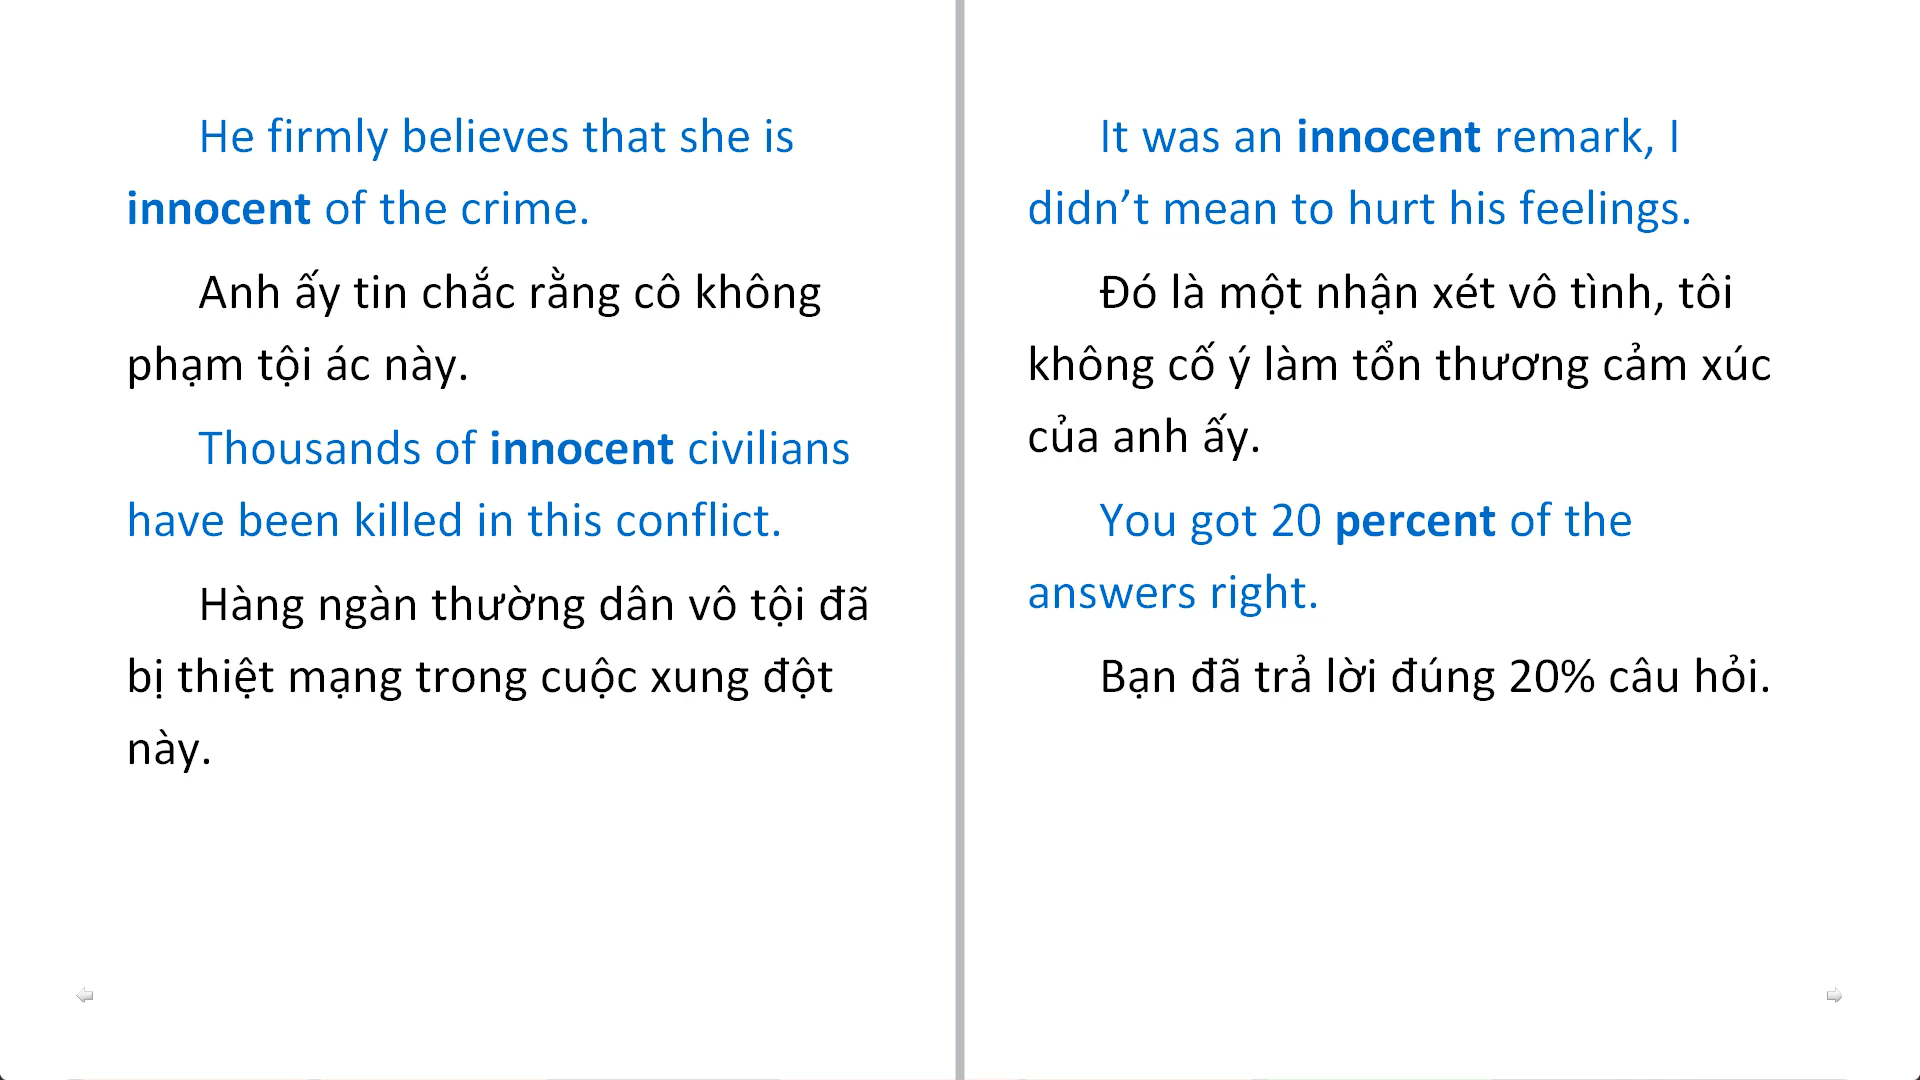 He firmly believes that she is
innocent of the crime.
Anh ấy tin chắc rằng cô không
phạm tội ác này.
Thousands of innocent civilians
have been killed in this conflict.
Hàng ngàn thường dân vô tội đã
bị thiệt mạng trong cuộc xung đột
này.
It was an innocent remark, I
didn’t mean to hurt his feelings.
Đó là một nhận xét vô tình, tôi
không cố ý làm tổn thương cảm xúc
của anh ấy.
You got 20 percent of the
answers right.
Bạn đã trả lời đúng 20% câu hỏi.